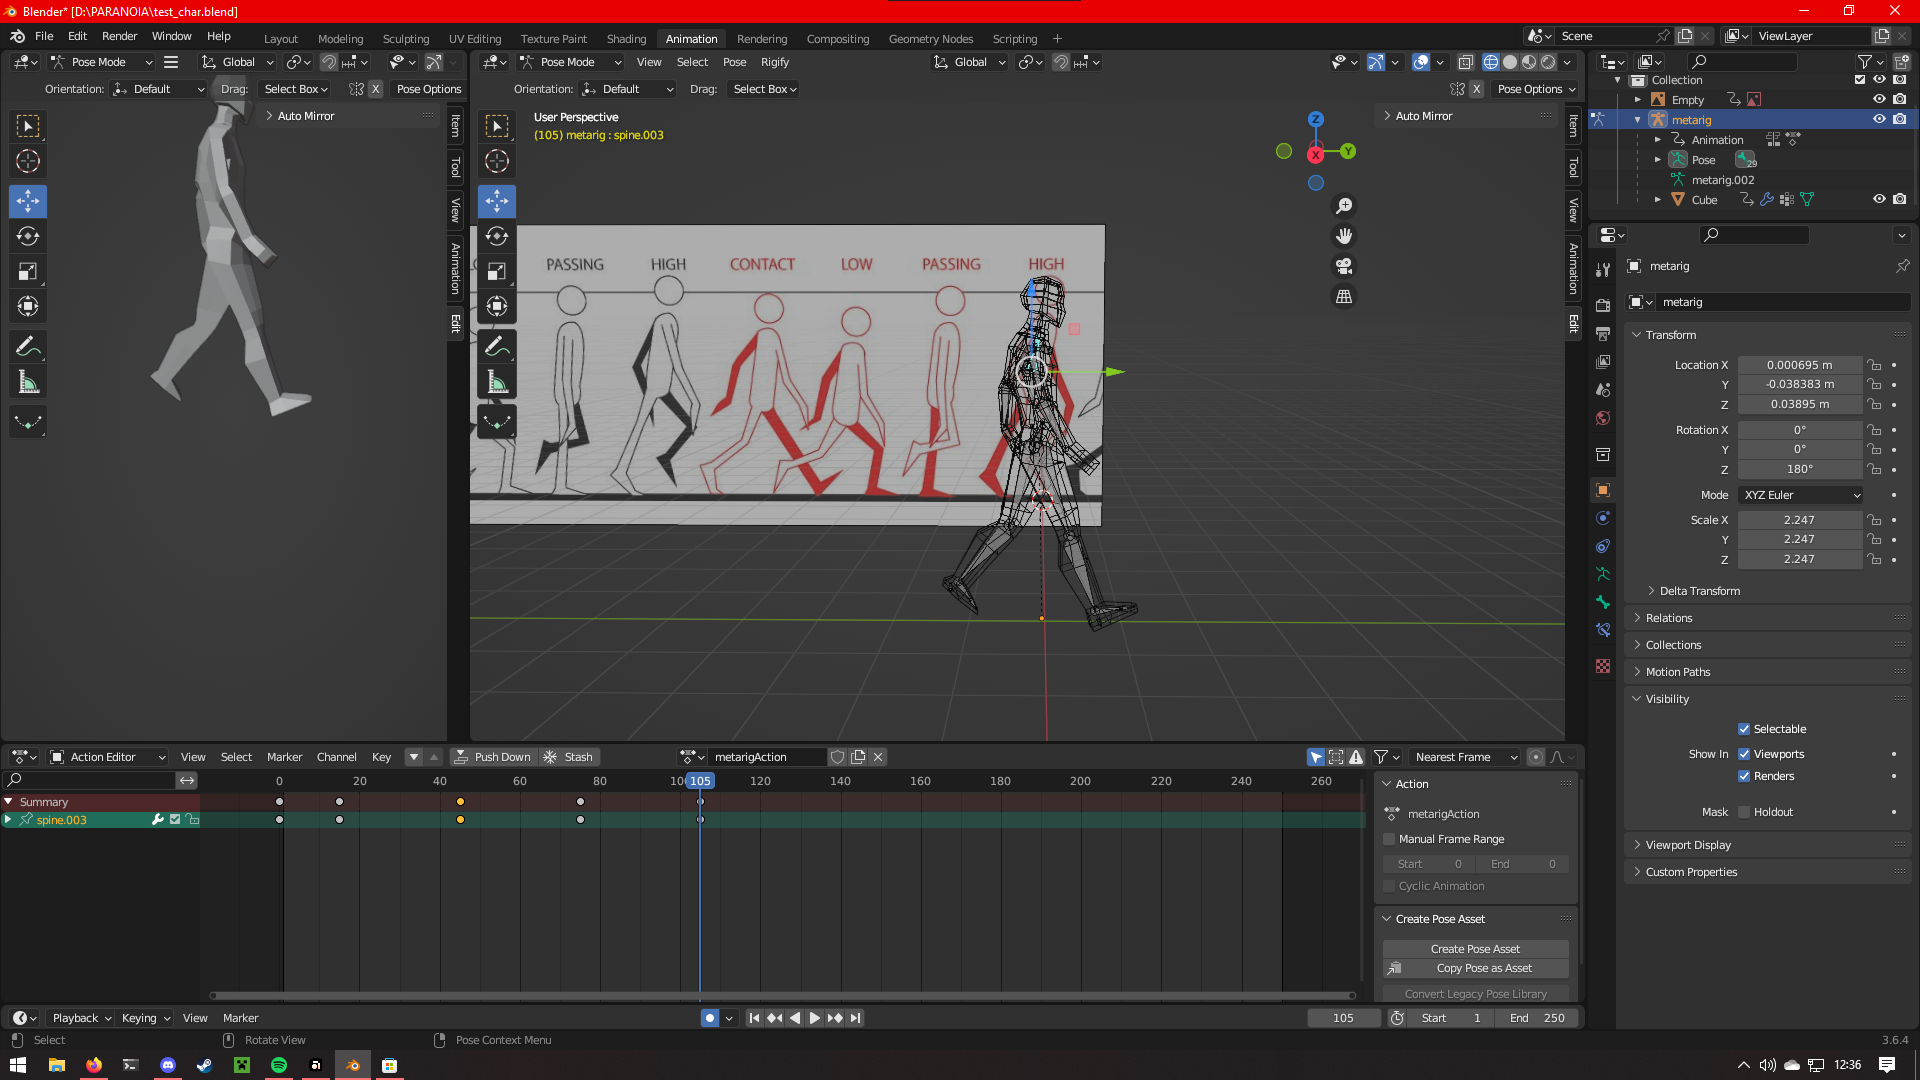 Blender* [D:\PARANOIA\test_char.blend]
File Edit Render Window Help
Layout Modeling Sculpting UV Editing Texture Paint Shading Animation Rendering Compositing Geometry Nodes Scripting +
Scene
ViewLayer
Pose Mode
Global
Pose Mode View Select Pose Rigify
Global
Orientation: Default Drag: Select Box X Pose Options
Orientation: Default Drag: Select Box X Pose Options
Auto Mirror
Item
Tool
View
Animation
Edit
User Perspective
(105) metarig : spine.003
Auto Mirror
Z
X
Y
Item
Tool
View
Animation
Edit
PASSING HIGH CONTACT LOW PASSING HIGH
Collection
Empty
metarig
Animation
Pose
29
metarig.002
Cube
metarig
metarig
Transform
Location X 0.000695 m
Y -0.038383 m
Z 0.03895 m
Rotation X 0°
Y 0°
Z 180°
Mode XYZ Euler
Scale X 2.247
Y 2.247
Z 2.247
Delta Transform
Relations
Collections
Motion Paths
Visibility
Selectable
Show In Viewports
Renders
Mask Holdout
Viewport Display
Custom Properties
Action Editor View Select Marker Channel Key Push Down Stash metarigAction Nearest Frame
0 20 40 60 80 10 105 120 140 160 180 200 220 240 260
Summary
spine.003
Action
metarigAction
Manual Frame Range
Start 0 End 0
Cyclic Animation
Create Pose Asset
Create Pose Asset
Copy Pose as Asset
Convert Legacy Pose Library
Playback Keying View Marker
105 Start 1 End 250
Select Rotate View Pose Context Menu 3.6.4
12:36